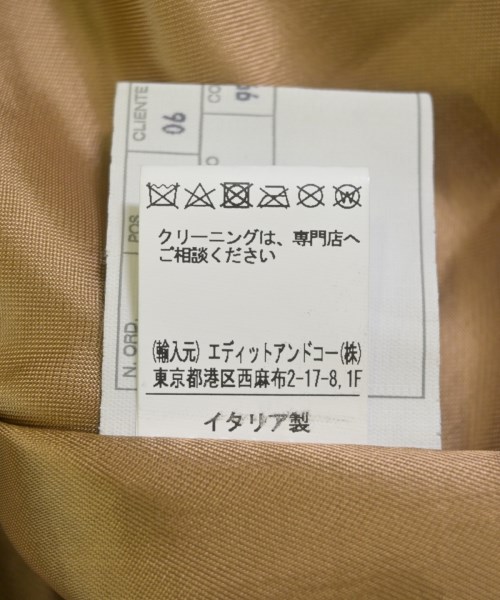 クリーニングは、専門店へ
ご相談ください
(輸入元) エディットアンドコー(株)
東京都港区西麻布2-17-8,1F
イタリア製
CLIENTE
06
CO
POS.
N. ORD.